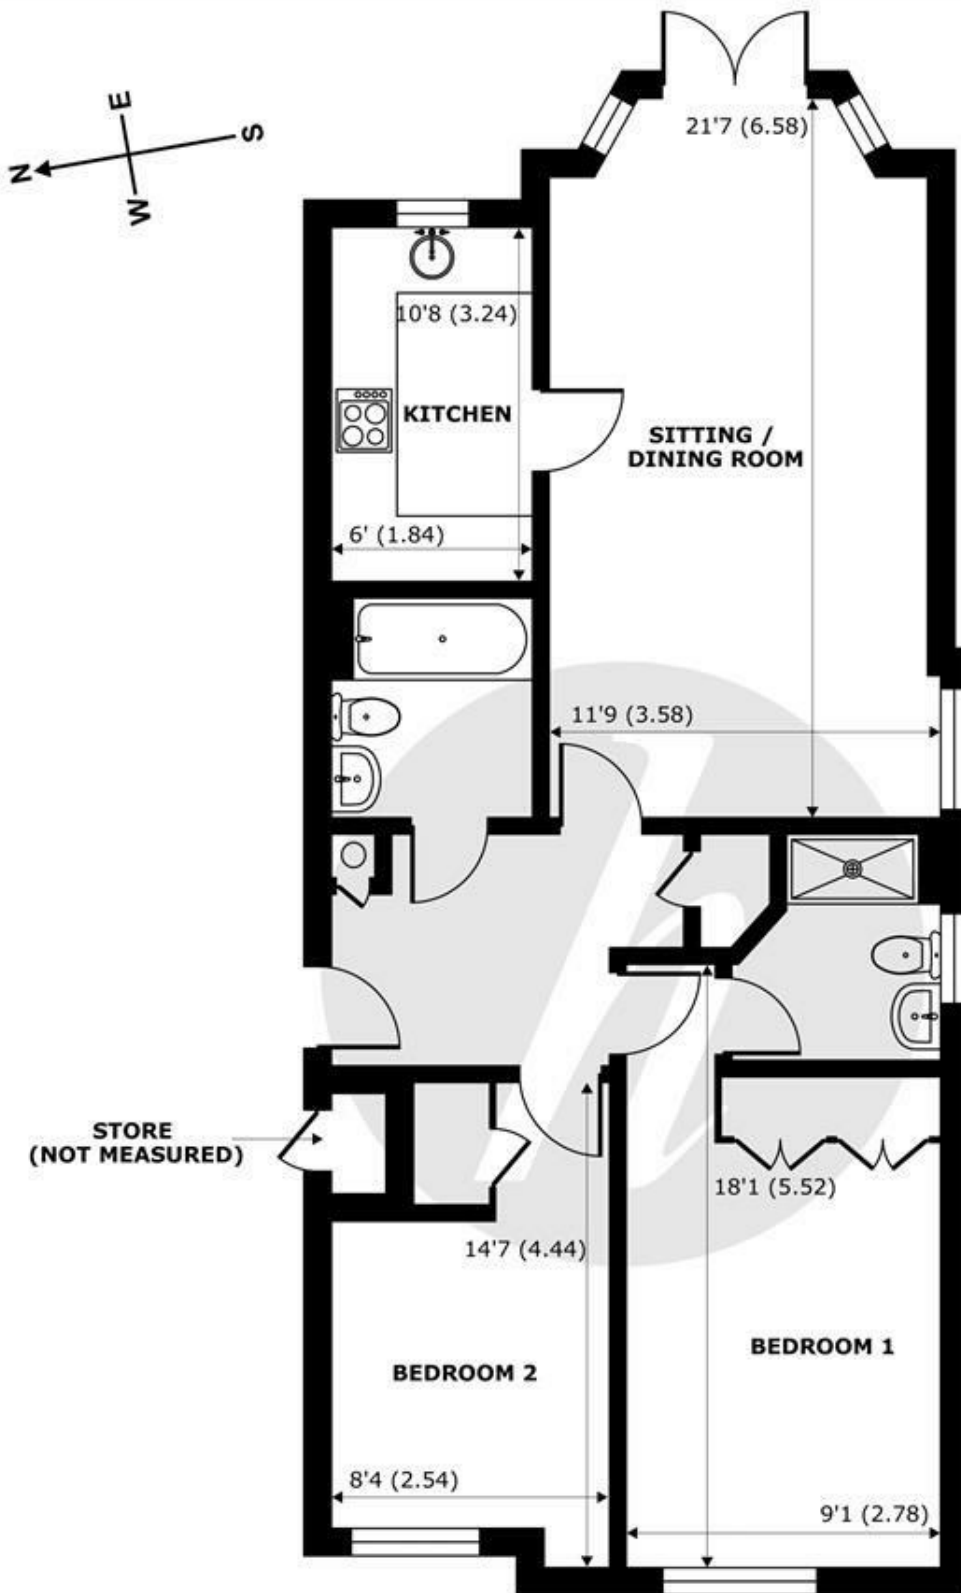 E
S
N
W
21'7 (6.58)
10'8 (3.24)
KITCHEN
SITTING /
DINING ROOM
6' (1.84)
11'9 (3.58)
STORE
(NOT MEASURED)
18'1 (5.52)
14'7 (4.44)
BEDROOM 1
BEDROOM 2
8'4 (2.54)
9'1 (2.78)
h